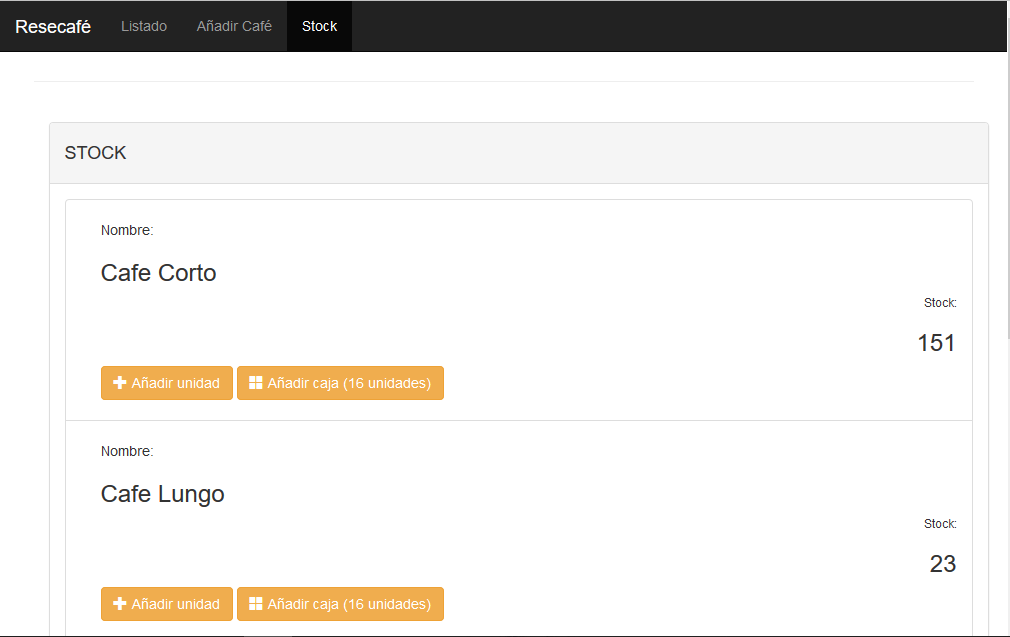 Resecafé Listado Añadir Café Stock
STOCK
Nombre:
Cafe Corto
Stock:
151
Añadir unidad Añadir caja (16 unidades)
Nombre:
Cafe Lungo
Stock:
23
Añadir unidad Añadir caja (16 unidades)